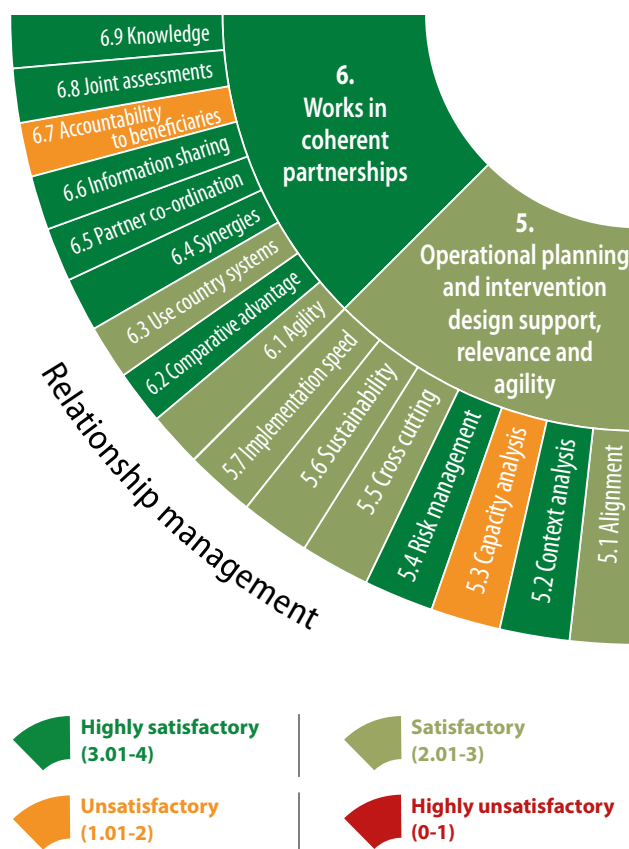 6.9 Knowledge
6.8 Joint assessments
6.7 Accountability
to beneficiaries
6.6 Information sharing
6.5 Partner co-ordination
6.4 Synergies
6.3 Use country systems
6.2 Comparative advantage
6.1 Agility
6.
Works in
coherent
partnerships
5.
Operational planning
and intervention
design support,
relevance and
agility
5.7 Implementation speed
5.6 Sustainability
5.5 Cross cutting
5.4 Risk management
5.3 Capacity analysis
5.2 Context analysis
5.1 Alignment
Relationship management
Highly satisfactory
(3.01-4)
Satisfactory
(2.01-3)
Unsatisfactory
(1.01-2)
Highly unsatisfactory
(0-1)